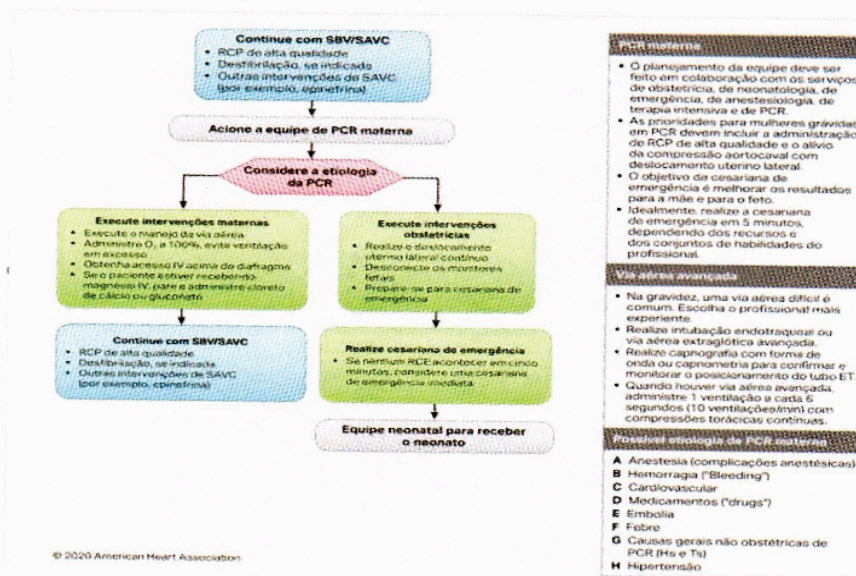 Continue com SBV/SAVC
• RCP de alta qualidade
• Desfibrilação, se indicada
• Outras intervenções de SAVC
(por exemplo, epinefrina)
Acione a equipe de PCR materna
Considere a etiologia
da PCR
Execute intervenções maternas
• Execute o manejo da via aérea
• Administre O₂ a 100%, evite ventilação
em excesso
• Obtenha acesso IV acima do diafragma
• Se o paciente estiver recebendo
magnésio IV, pare e administre cloreto
de cálcio ou gluconato
Continue com SBV/SAVC
• RCP de alta qualidade
• Desfibrilação, se indicada
• Outras intervenções de SAVC
(por exemplo, epinefrina)
Execute intervenções
obstetrícias
• Realize o deslocamento
uterino lateral contínuo
• Desconecte os monitores
fetais
• Prepare-se para cesariana de
emergência
Realize cesariana de emergência
• Se nenhum RCE acontecer em cinco
minutos, considere uma cesariana
de emergência imediata
Equipe neonatal para receber
o neonato
PCR materna
• O planejamento da equipe deve ser
feito em colaboração com os serviços
de obstetrícia, de neonatologia, de
emergência, de anestesiologia, de
terapia intensiva e de PCR.
• As prioridades para mulheres grávidas
em PCR devem incluir a administração
de RCP de alta qualidade e o alívio
da compressão aortocaval com
deslocamento uterino lateral.
• O objetivo da cesariana de
emergência é melhorar os resultados
para a mãe e para o feto.
• Idealmente, realize a cesariana
de emergência em 5 minutos,
dependendo dos recursos e
dos conjuntos de habilidades do
profissional.
Via aérea avançada
• Na gravidez, uma via aérea difícil é
comum. Escolha o profissional mais
experiente.
• Realize intubação endotraqueal ou
via aérea extraglótica avançada.
• Realize capnografia com forma de
onda ou capnometria para confirmar e
monitorar o posicionamento do tubo ET.
• Quando houver via aérea avançada,
administre 1 ventilação a cada 6
segundos (10 ventilações/min) com
compressões torácicas contínuas.
Possível etiologia de PCR materna
A Anestesia (complicações anestésicas)
B Hemorragia ("Bleeding")
C Cardiovascular
D Medicamentos ("drugs")
E Embolia
F Febre
G Causas gerais não obstétricas de
PCR (Hs e Ts)
H Hipertensão
© 2020 American Heart Association